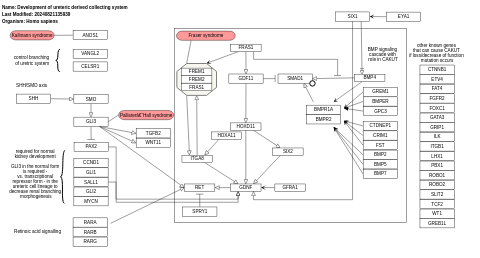 Name: Development of ureteric derived collecting system
Last Modified: 20240821135939
Organism: Homo sapiens
Kallmann syndrome
ANOS1
control branching
of ureteric system
VANGL2
CELSR1
SHH/SMO axis
SHH
SMO
GLI3
Pallisterâ€"Hall syndrome
TGFB2
WNT11
PAX2
required for normal
kidney development
GLI3 in the normal form
is required -
vs. transcriptional
repressor form - in the
ureteric cell lineage to
decrease renal branching
morphogenesis
CCND1
GLI1
SALL1
GLI2
MYCN
Retinoic acid signalling
RARA
RARB
RARG
Fraser syndrome
FRAS1
FREM1
FREM2
FRAS1
GDF11
SMAD1
HOXD11
HOXA11
ITGA8
SIX2
RET
GDNF
GFRA1
SPRY1
SIX1
EYA1
BMP signaling
cascade with
role in CAKUT
BMP4
BMPR1A
BMPR2
GREM1
BMPER
GPC3
CTDNEP1
CRIM1
FST
BMP2
BMP5
BMP7
other known genes
that can cause CAKUT
if loss/decrease of function
mutation occurs
CTNNB1
ETV4
FAT4
FGFR2
FOXC1
GATA3
GRIP1
ILK
ITGB1
LHX1
PBX1
ROBO1
ROBO2
SLIT2
TCF2
WT1
GREB1L